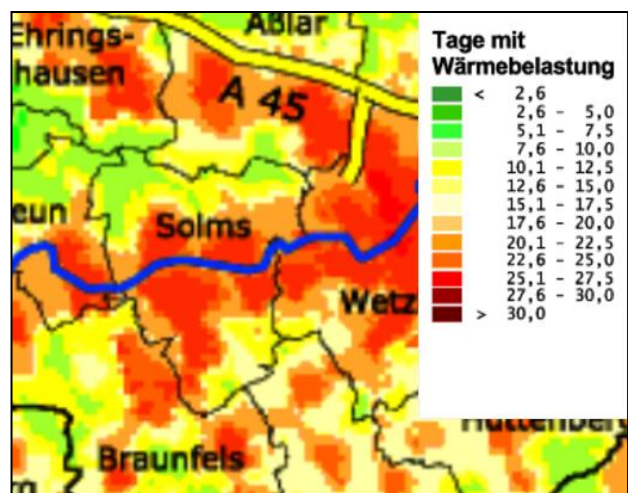 Ehrings-
hausen
Aßlar
A 45
eun
Solms
Wetz
Braunfels
Hüttenberg
Tage mit
Wärmebelastung
< 2,6
2,6 - 5,0
5,1 - 7,5
7,6 - 10,0
10,1 - 12,5
12,6 - 15,0
15,1 - 17,5
17,6 - 20,0
20,1 - 22,5
22,6 - 25,0
25,1 - 27,5
27,6 - 30,0
> 30,0